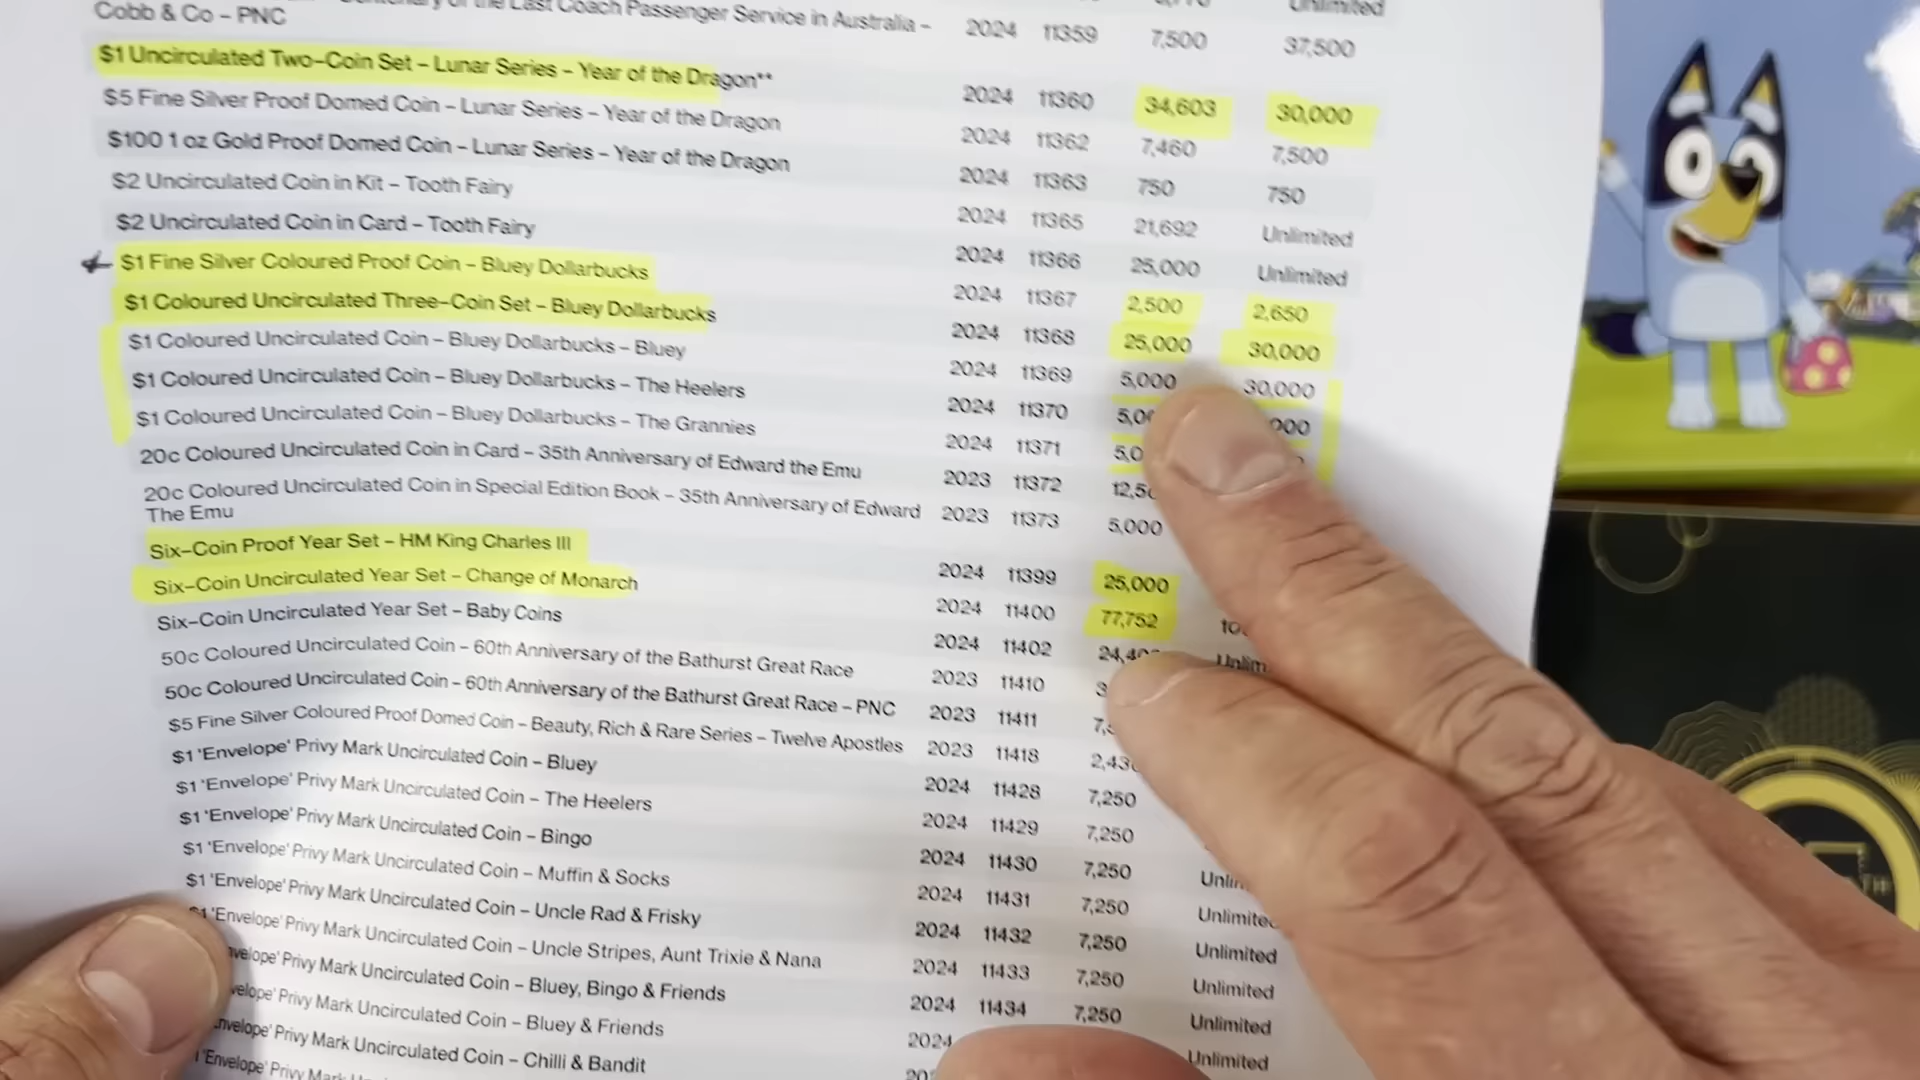 of the Last Coach Passenger Service in Australia –
Cobb & Co – PNC 2024 11359 7,500 37,500
Unlimited
$1 Uncirculated Two–Coin Set – Lunar Series – Year of the Dragon** 2024 11360 34,603 30,000
$5 Fine Silver Proof Domed Coin – Lunar Series – Year of the Dragon 2024 11362 7,460 7,500
$100 1 oz Gold Proof Domed Coin – Lunar Series – Year of the Dragon 2024 11363 750 750
$2 Uncirculated Coin in Kit – Tooth Fairy 2024 11365 21,692 Unlimited
$2 Uncirculated Coin in Card – Tooth Fairy 2024 11366 25,000 Unlimited
$1 Fine Silver Coloured Proof Coin – Bluey Dollarbucks 2024 11367 2,500 2,650
$1 Coloured Uncirculated Three–Coin Set – Bluey Dollarbucks 2024 11368 25,000 30,000
$1 Coloured Uncirculated Coin – Bluey Dollarbucks – Bluey 2024 11369 5,000 30,000
$1 Coloured Uncirculated Coin – Bluey Dollarbucks – The Heelers 2024 11370
$1 Coloured Uncirculated Coin – Bluey Dollarbucks – The Grannies 2024 11371
20c Coloured Uncirculated Coin in Card – 35th Anniversary of Edward the Emu 2023 11372
20c Coloured Uncirculated Coin in Special Edition Book – 35th Anniversary of Edward 2023 11373 5,000
The Emu
Six–Coin Proof Year Set – HM King Charles III 2024 11399 25,000
Six–Coin Uncirculated Year Set – Change of Monarch 2024 11400 77,752
Six–Coin Uncirculated Year Set – Baby Coins 2024 11402
50c Coloured Uncirculated Coin – 60th Anniversary of the Bathurst Great Race 2023 11410
50c Coloured Uncirculated Coin – 60th Anniversary of the Bathurst Great Race – PNC 2023 11411
$5 Fine Silver Coloured Proof Domed Coin – Beauty, Rich & Rare Series – Twelve Apostles 2023 11418
$1 'Envelope' Privy Mark Uncirculated Coin – Bluey 2024 11428 7,250
$1 'Envelope' Privy Mark Uncirculated Coin – The Heelers 2024 11429 7,250
$1 'Envelope' Privy Mark Uncirculated Coin – Bingo 2024 11430 7,250
$1 'Envelope' Privy Mark Uncirculated Coin – Muffin & Socks 2024 11431 7,250 Unlimited
$1 'Envelope' Privy Mark Uncirculated Coin – Uncle Rad & Frisky 2024 11432 7,250 Unlimited
$1 'Envelope' Privy Mark Uncirculated Coin – Uncle Stripes, Aunt Trixie & Nana 2024 11433 7,250 Unlimited
Privy Mark Uncirculated Coin – Bluey, Bingo & Friends 2024 11434 7,250 Unlimited
Privy Mark Uncirculated Coin – Bluey & Friends 2024 Unlimited
Privy Mark Uncirculated Coin – Chilli & Bandit
'Envelope' Privy